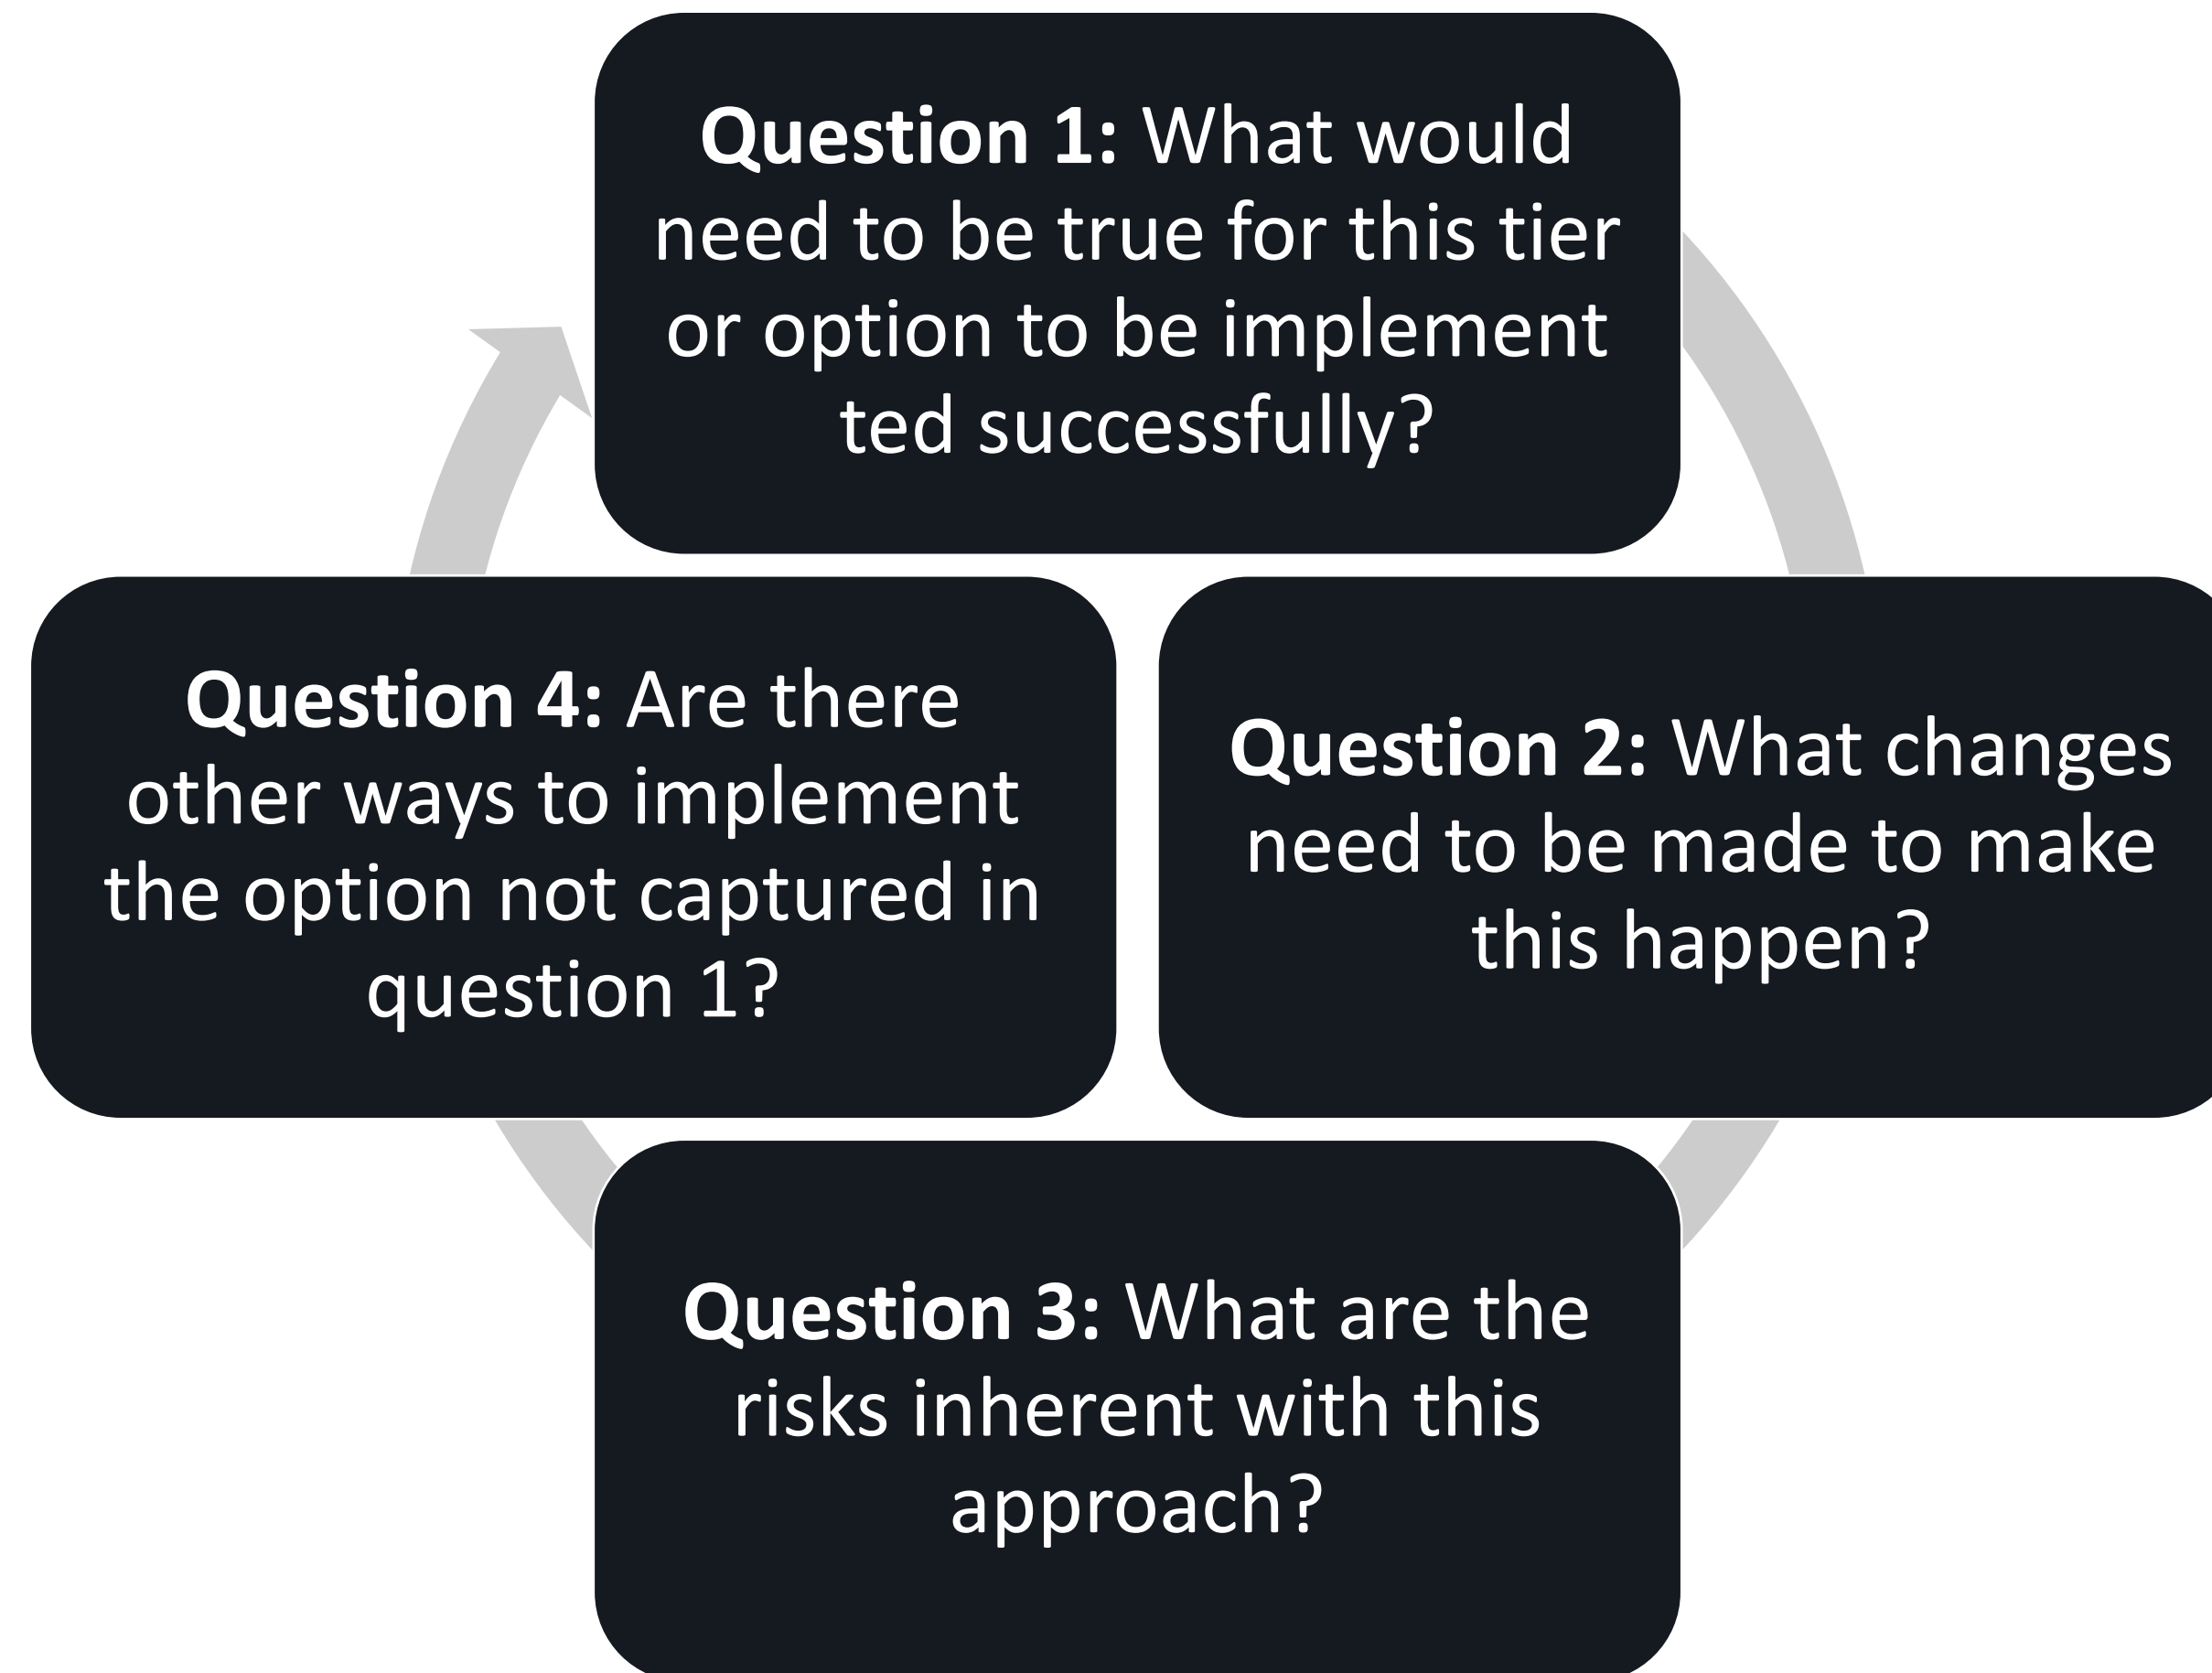 Question 1: What would
need to be true for this tier
or option to be implement
ted successfully?
Question 2: What changes
need to be made to make
this happen?
Question 3: What are the
risks inherent with this
approach?
Question 4: Are there
other ways to implement
the option not captured in
question 1?